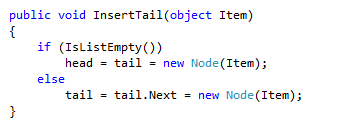 public void InsertTail(object Item)
{
    if (IsListEmpty())
        head = tail = new Node(Item);
    else
        tail = tail.Next = new Node(Item);
}